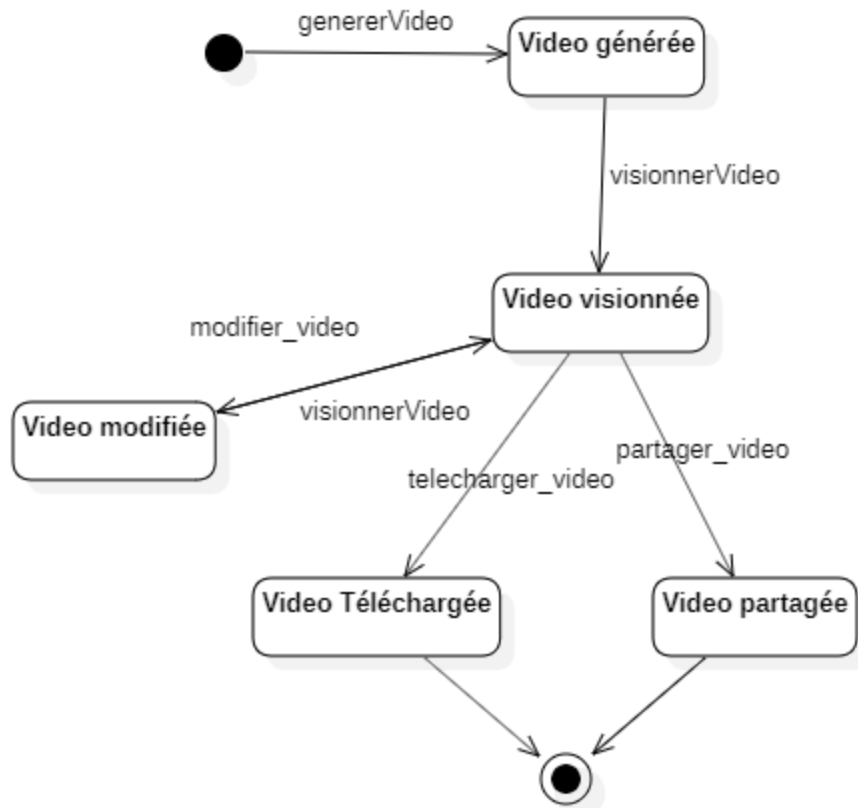 genererVideo
Video générée
visionnerVideo
Video visionnée
modifier_video
visionnerVideo
Video modifiée
partager_video
telecharger_video
Video Téléchargée
Video partagée